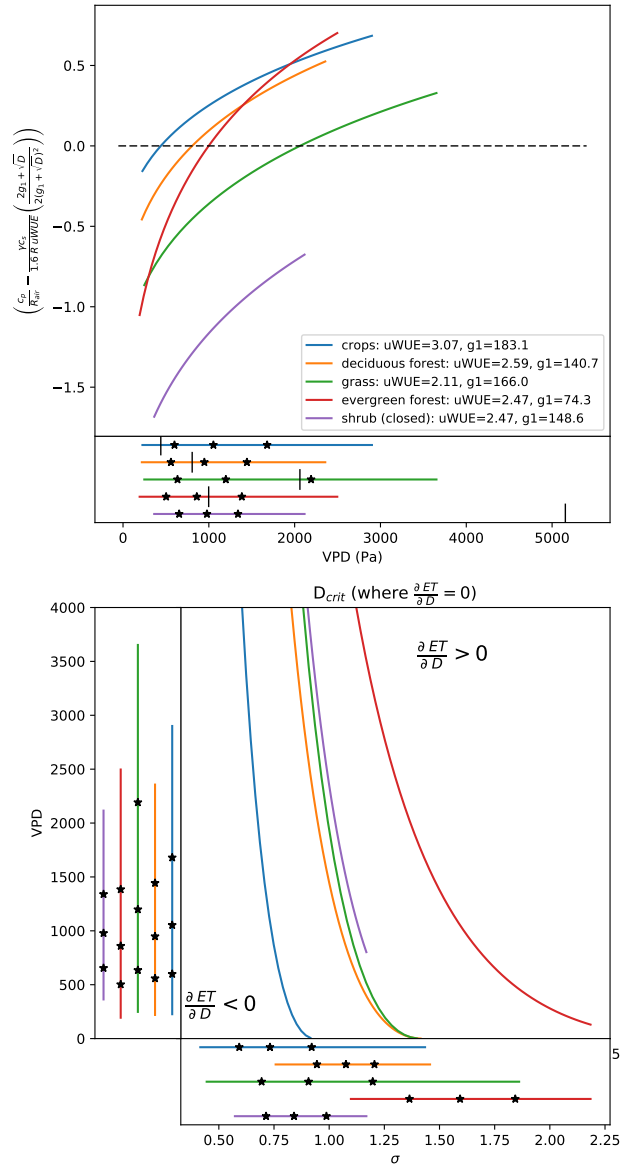 0.5
0.0
−0.5
−1.0
−1.5
(c_p/R_air − γc_s/(1.6 R uWUE) ((2g_1 + √D)/(2(g_1 + √D)^2)))
crops: uWUE=3.07, g1=183.1
deciduous forest: uWUE=2.59, g1=140.7
grass: uWUE=2.11, g1=166.0
evergreen forest: uWUE=2.47, g1=74.3
shrub (closed): uWUE=2.47, g1=148.6
0 1000 2000 3000 4000 5000
VPD (Pa)
D_crit (where ∂ ET/∂ D = 0)
4000
3500
3000
2500
2000
1500
1000
500
0
VPD
∂ ET/∂ D > 0
∂ ET/∂ D < 0
5
0.50 0.75 1.00 1.25 1.50 1.75 2.00 2.25
σ